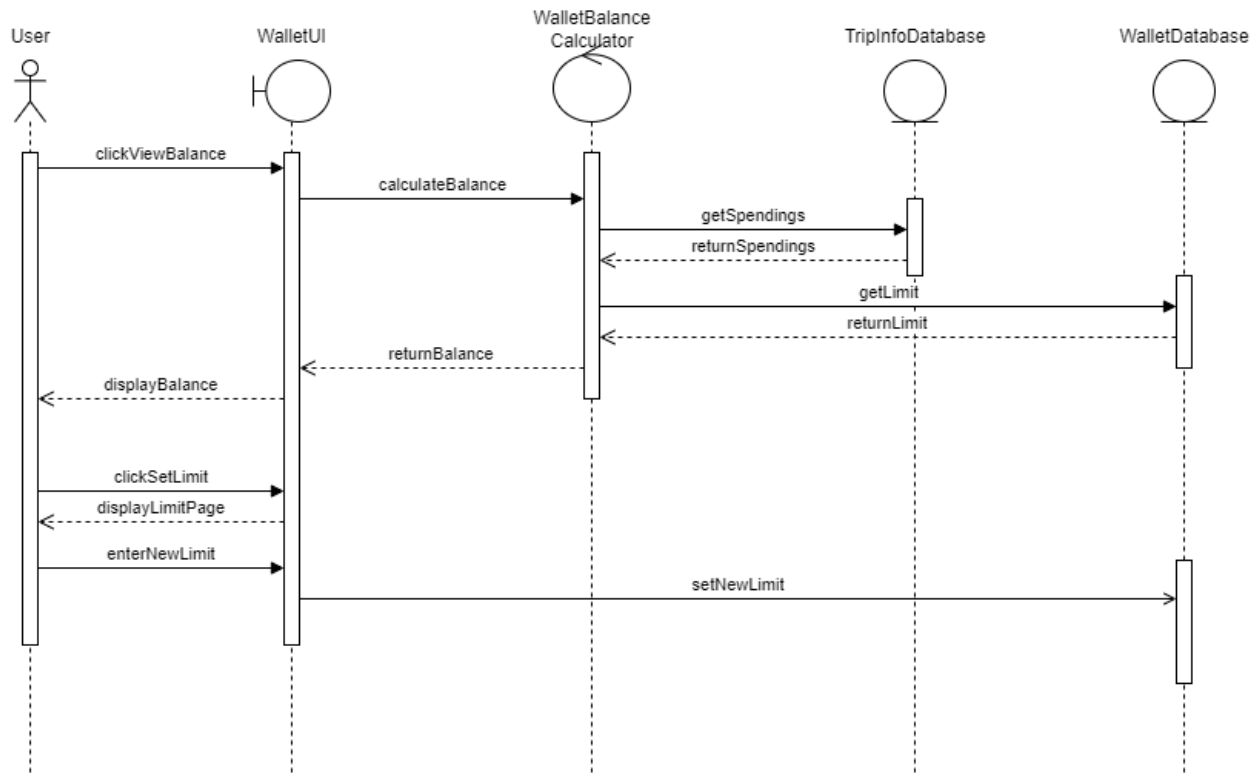 User
WalletUI
WalletBalance
Calculator
TripInfoDatabase
WalletDatabase
clickViewBalance
calculateBalance
getSpendings
returnSpendings
getLimit
returnLimit
returnBalance
displayBalance
clickSetLimit
displayLimitPage
enterNewLimit
setNewLimit